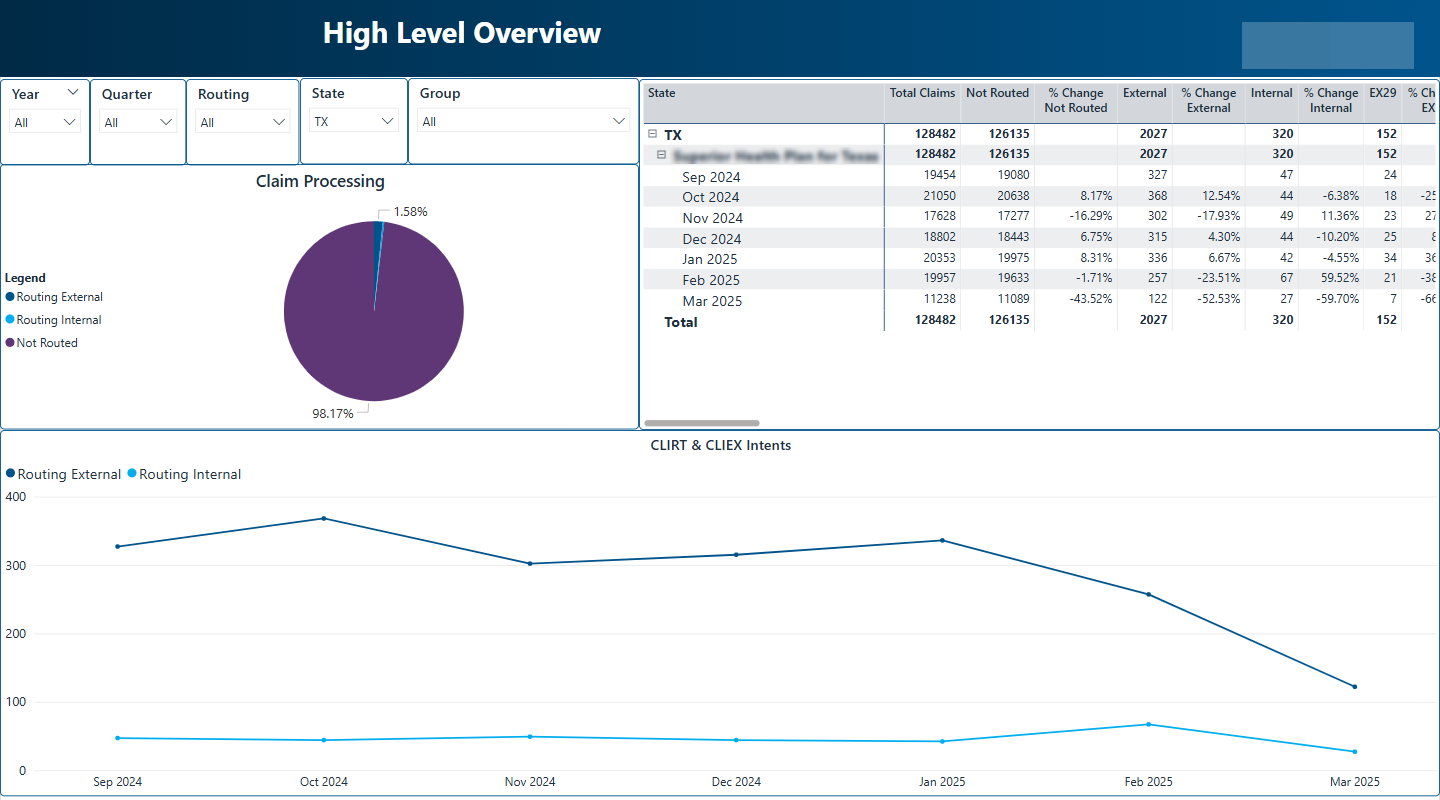 High Level Overview
Year
All
Quarter
All
Routing
All
State
TX
Group
All
Claim Processing
1.58%
98.17%
Legend
Routing External
Routing Internal
Not Routed
State Total Claims Not Routed % Change Not Routed External % Change External Internal % Change Internal EX29 % Ch EX
TX 128482 126135 2027 320 152
Superior Health Plan for Texas 128482 126135 2027 320 152
Sep 2024 19454 19080 327 47 24
Oct 2024 21050 20638 8.17% 368 12.54% 44 -6.38% 18 -25
Nov 2024 17628 17277 -16.29% 302 -17.93% 49 11.36% 23 27
Dec 2024 18802 18443 6.75% 315 4.30% 44 -10.20% 25 8
Jan 2025 20353 19975 8.31% 336 6.67% 42 -4.55% 34 36
Feb 2025 19957 19633 -1.71% 257 -23.51% 67 59.52% 21 -38
Mar 2025 11238 11089 -43.52% 122 -52.53% 27 -59.70% 7 -66
Total 128482 126135 2027 320 152
CLIRT & CLIEX Intents
Routing External Routing Internal
400
300
200
100
0
Sep 2024 Oct 2024 Nov 2024 Dec 2024 Jan 2025 Feb 2025 Mar 2025